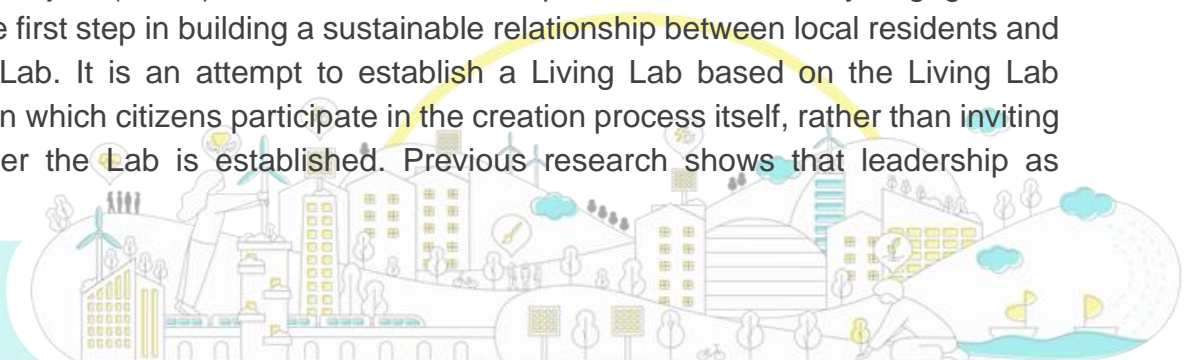 first step in building a sustainable relationship between local residents and
Lab. It is an attempt to establish a Living Lab based on the Living Lab
which citizens participate in the creation process itself, rather than inviting
the Lab is established. Previous research shows that leadership as